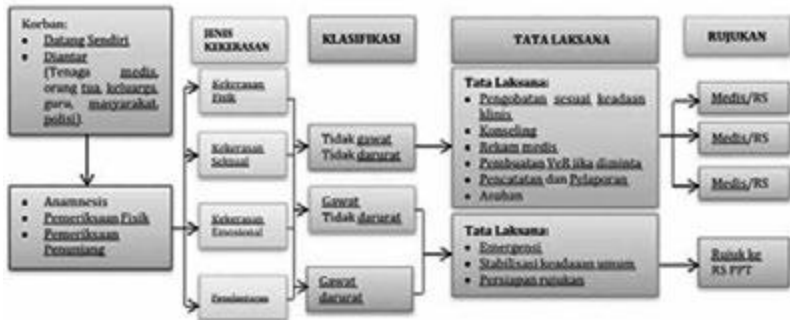 Korban:
• Datang Sendiri
• Diantar
(Tenaga medis,
orang tua, keluarga,
guru, masyarakat,
polisi)
• Anamnesis
• Pemeriksaan Fisik
• Pemeriksaan
Penunjang
JENIS
KEKERASAN
Kekerasan
Fisik
Kekerasan
Seksual
Kekerasan
Emosional
Penelantaran
KLASIFIKASI
Tidak gawat
Tidak darurat
Gawat
Tidak darurat
Gawat
darurat
TATA LAKSANA
Tata Laksana:
• Pengobatan sesuai keadaan
klinis
• Konseling
• Rekam medis
• Pembuatan VeR jika diminta
• Pencatatan dan Pelaporan
• Asuhan
Tata Laksana:
• Emergensi
• Stabilisasi keadaaan umum
• Persiapan rujukan
RUJUKAN
Medis/RS
Medis/RS
Medis/RS
Rujuk ke
RS PPT